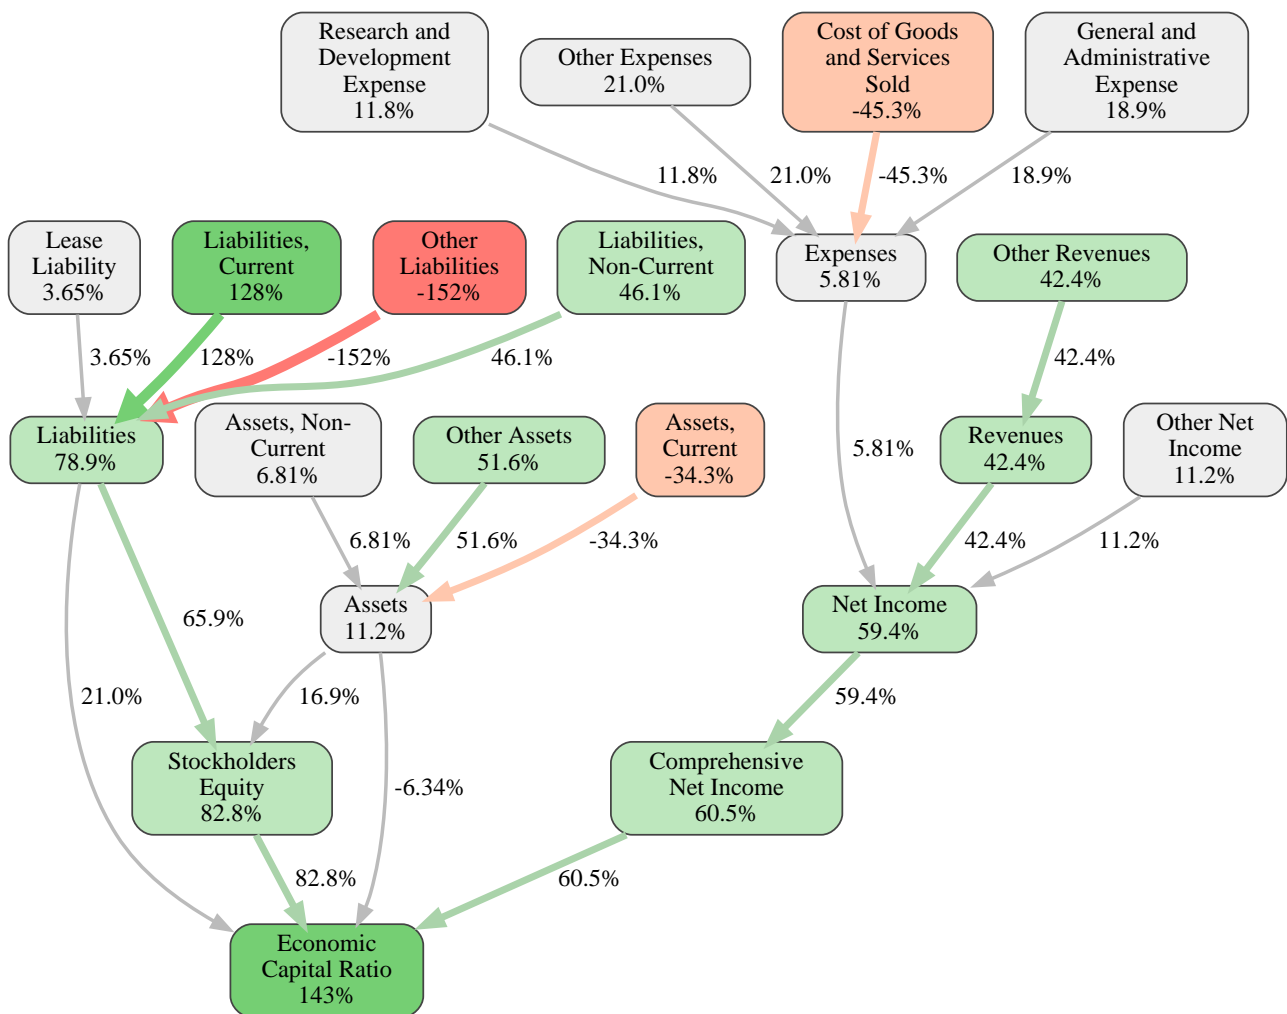 Research and
Development
Expense
11.8%
Other Expenses
21.0%
Cost of Goods
and Services
Sold
-45.3%
General and
Administrative
Expense
18.9%
11.8%
21.0%
-45.3%
18.9%
Lease
Liability
3.65%
Liabilities,
Current
128%
Other
Liabilities
-152%
Liabilities,
Non-Current
46.1%
Expenses
5.81%
Other Revenues
42.4%
3.65%
128%
-152%
46.1%
42.4%
Liabilities
78.9%
Assets, Non-
Current
6.81%
Other Assets
51.6%
Assets,
Current
-34.3%
5.81%
Revenues
42.4%
Other Net
Income
11.2%
6.81%
51.6%
-34.3%
42.4%
11.2%
65.9%
Assets
11.2%
Net Income
59.4%
21.0%
16.9%
59.4%
Stockholders
Equity
82.8%
-6.34%
Comprehensive
Net Income
60.5%
82.8%
60.5%
Economic
Capital Ratio
143%